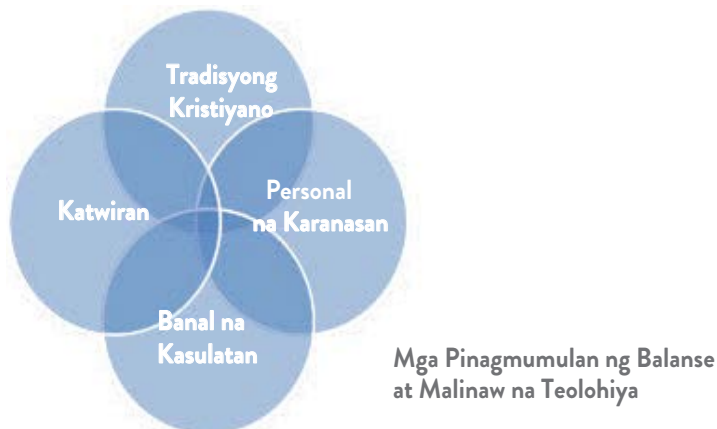 Tradisyong
Kristiyano
Katwiran
Personal
na Karanasan
Banal na
Kasulatan
Mga Pinagmumulan ng Balanse
at Malinaw na Teolohiya